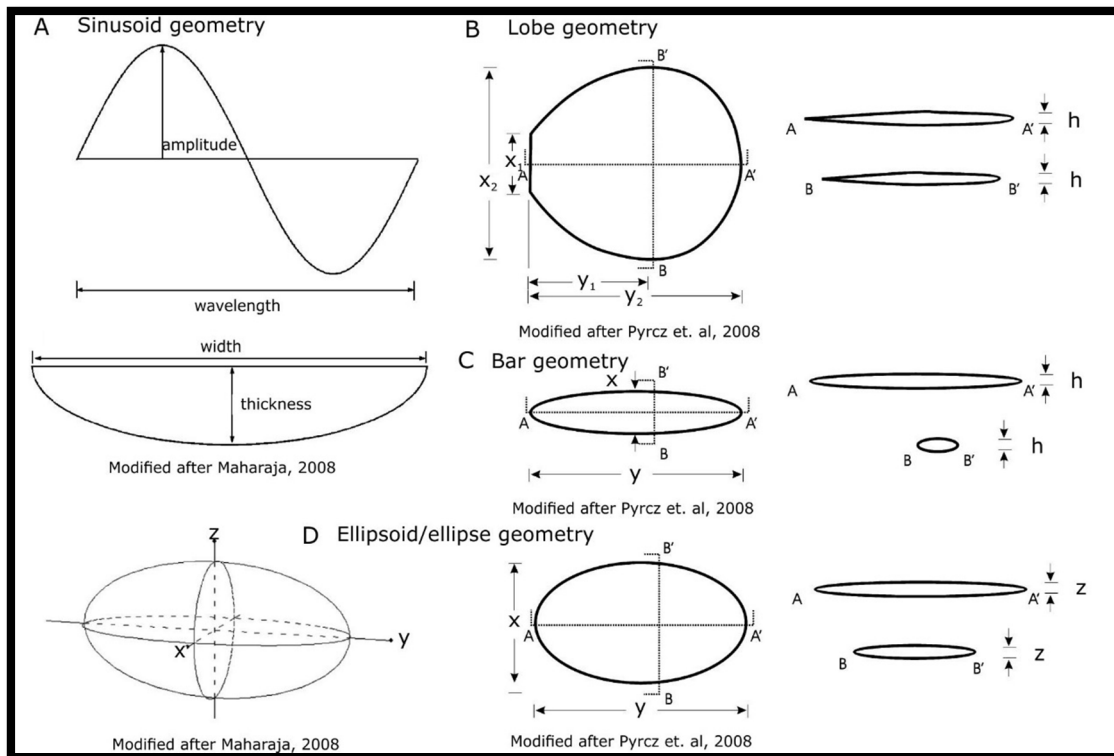 A Sinusoid geometry
amplitude
wavelength
width
thickness
Modified after Maharaja, 2008
B Lobe geometry
B'
x₁
x₂
A
A'
B
y₁
y₂
Modified after Pyrcz et. al, 2008
A
A'
h
B
B'
h
C Bar geometry
x
B'
A
A'
B
y
Modified after Pyrcz et. al, 2008
A
A'
h
B
B'
h
D Ellipsoid/ellipse geometry
z
x
y
Modified after Maharaja, 2008
B'
x
A
A'
B
y
Modified after Pyrcz et. al, 2008
A
A'
z
B
B'
z